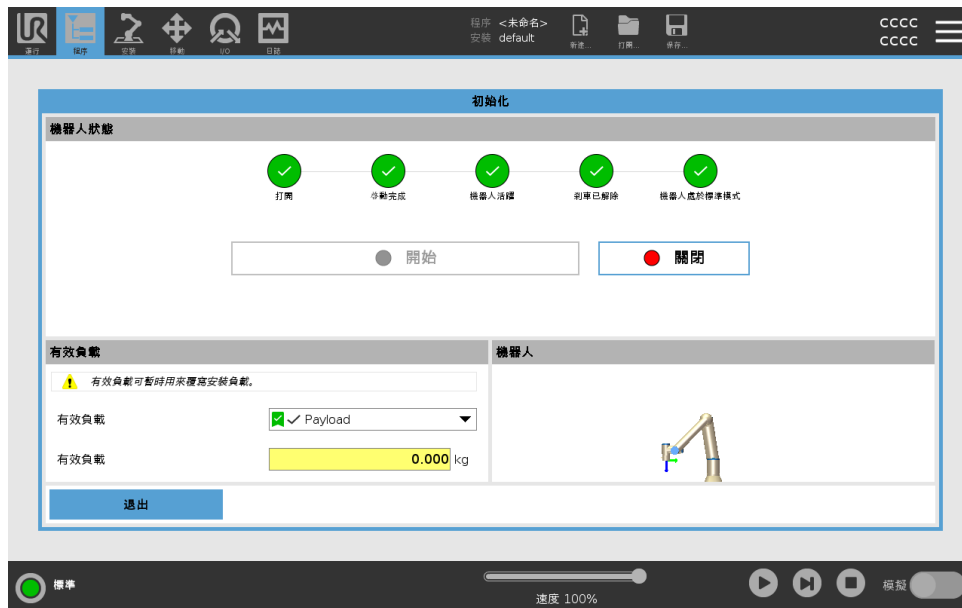 運行
程序
安裝
移動
I/O
日誌
程序 <未命名>
安裝 default
新建...
打開...
保存...
cccc
cccc
初始化
機器人狀態
打開
啓動完成
機器人活躍
剎車已解除
機器人處於標準模式
開始
關閉
有效負載
有效負載可暫時用來覆寫安裝負載。
有效負載
Payload
有效負載
0.000 kg
機器人
退出
標準
速度 100%
模擬